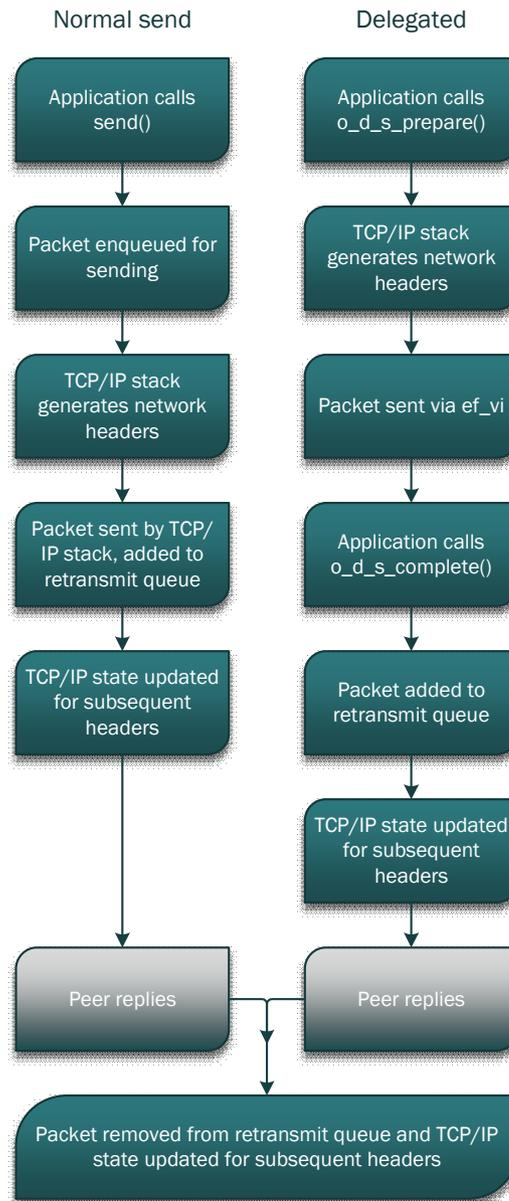 Normal send
Application calls
send()
Packet enqueued for
sending
TCP/IP stack
generates network
headers
Packet sent by TCP/
IP stack, added to
retransmit queue
TCP/IP state updated
for subsequent
headers
Peer replies
Delegated
Application calls
o_d_s_prepare()
TCP/IP stack
generates network
headers
Packet sent via ef_vi
Application calls
o_d_s_complete()
Packet added to
retransmit queue
TCP/IP state updated
for subsequent
headers
Peer replies
Packet removed from retransmit queue and TCP/IP
state updated for subsequent headers